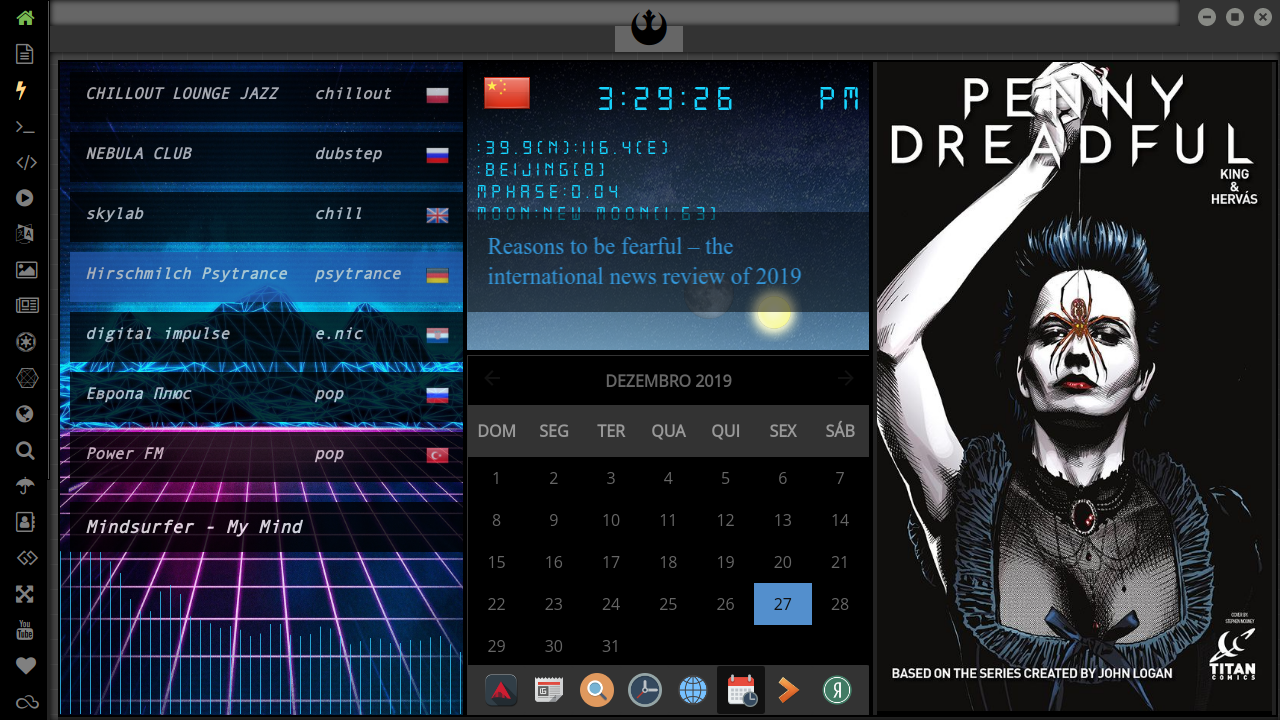 CHILLOUT LOUNGE JAZZ chillout
NEBULA CLUB dubstep
skylab chill
Hirschmilch Psytrance psytrance
digital impulse e.nic
Европа Плюс pop
Power FM pop
Mindsurfer - My Mind
3:29:26 PM
:39.9(N):116.4(E)
:BEIJING(8)
MPHASE:0.04
MOON:NEW MOON(1.63)
Reasons to be fearful – the
international news review of 2019
DEZEMBRO 2019
DOM SEG TER QUA QUI SEX SÁB
1 2 3 4 5 6 7
8 9 10 11 12 13 14
15 16 17 18 19 20 21
22 23 24 25 26 27 28
29 30 31
Я
PENNY
DREADFUL
KING
&
HERVÁS
COVER BY
STEPHEN MOONEY
BASED ON THE SERIES CREATED BY JOHN LOGAN
TITAN
COMICS
You
Tube